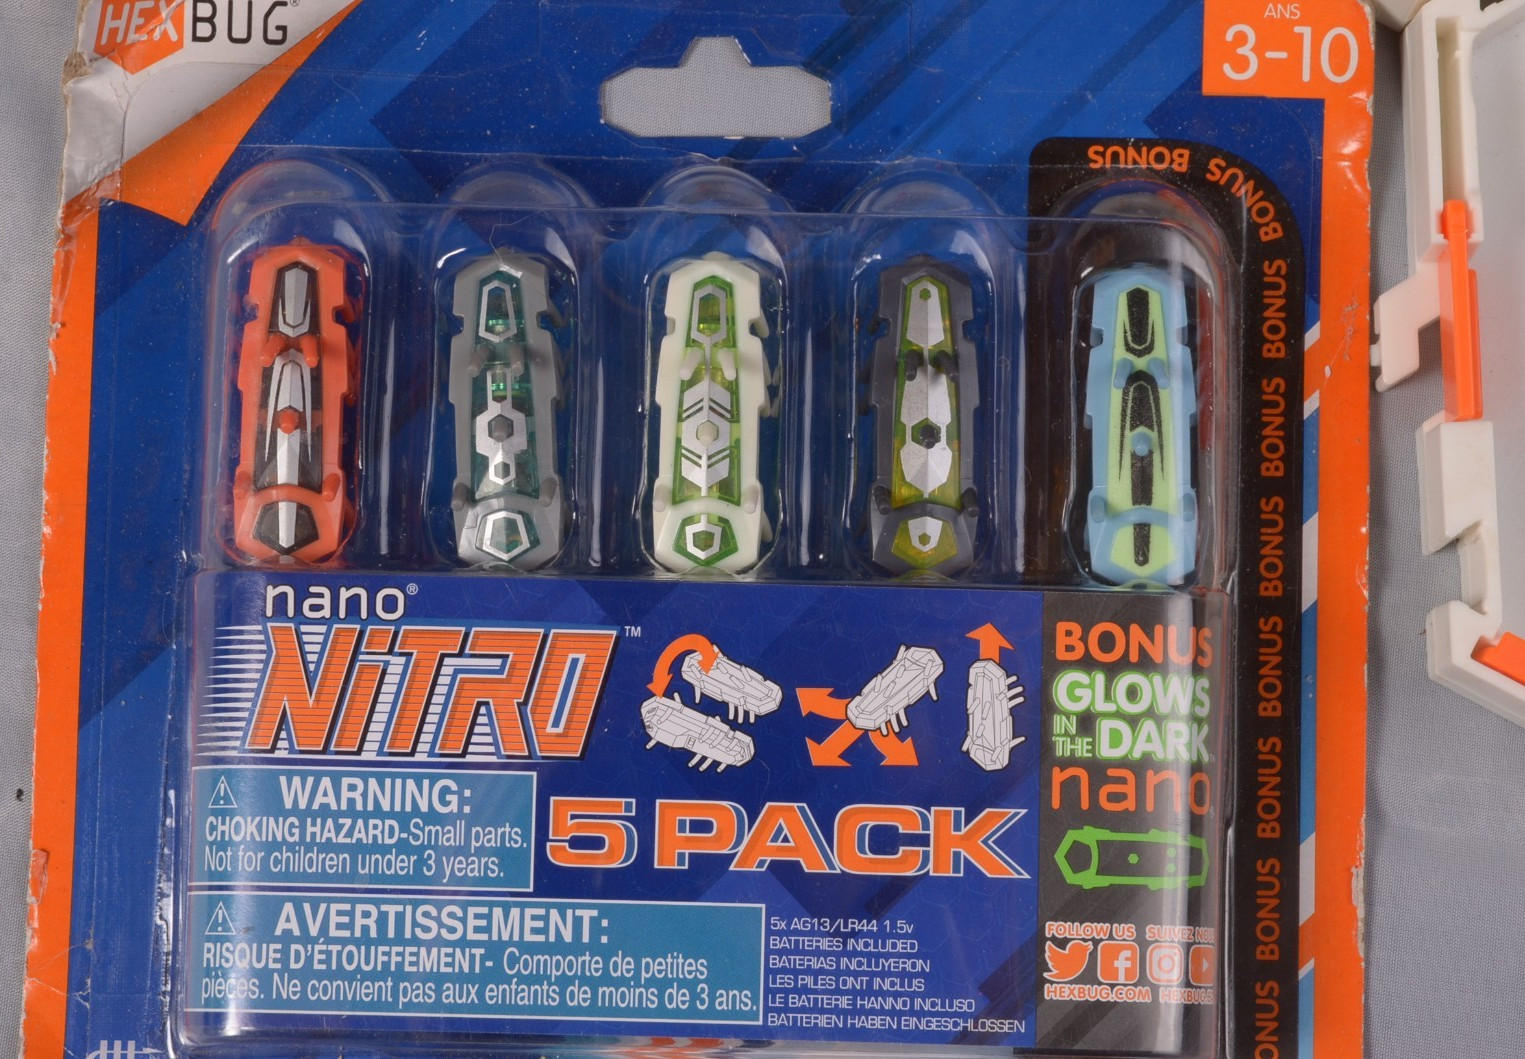 HEXBUG®
ANS
3-10
BONUS BONUS BONUS BONUS BONUS BONUS BONUS BONUS BONUS BONUS
nano®
NiTRO™
WARNING:
CHOKING HAZARD-Small parts.
Not for children under 3 years.
5 PACK
AVERTISSEMENT:
RISQUE D'ÉTOUFFEMENT- Comporte de petites
pièces. Ne convient pas aux enfants de moins de 3 ans.
5x AG13/LR44 1.5v
BATTERIES INCLUDED
BATERIAS INCLUYERON
LES PILES ONT INCLUS
LE BATTERIE HANNO INCLUSO
BATTERIEN HABEN EINGESCHLOSSEN
BONUS
GLOWS
IN THE DARK
nano
FOLLOW US SUIVEZ
HEXBUG.COM